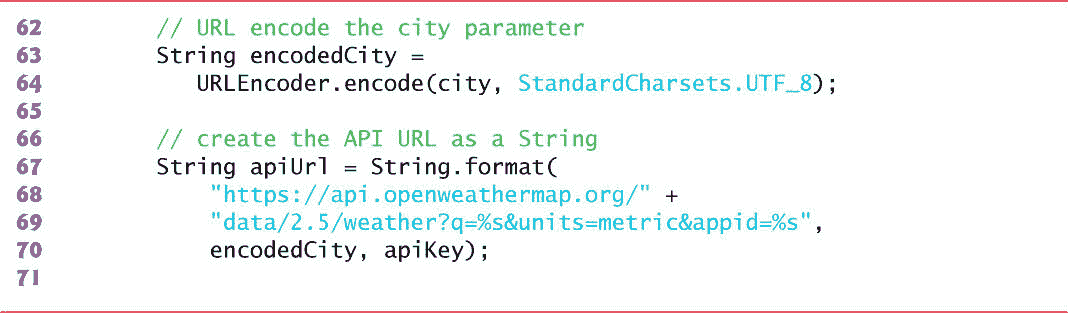 62 // URL encode the city parameter
63 String encodedCity =
64 URLEncoder.encode(city, StandardCharsets.UTF_8);
65
66 // create the API URL as a String
67 String apiUrl = String.format(
68 "https://api.openweathermap.org/" +
69 "data/2.5/weather?q=%s&units=metric&appid=%s",
70 encodedCity, apiKey);
71